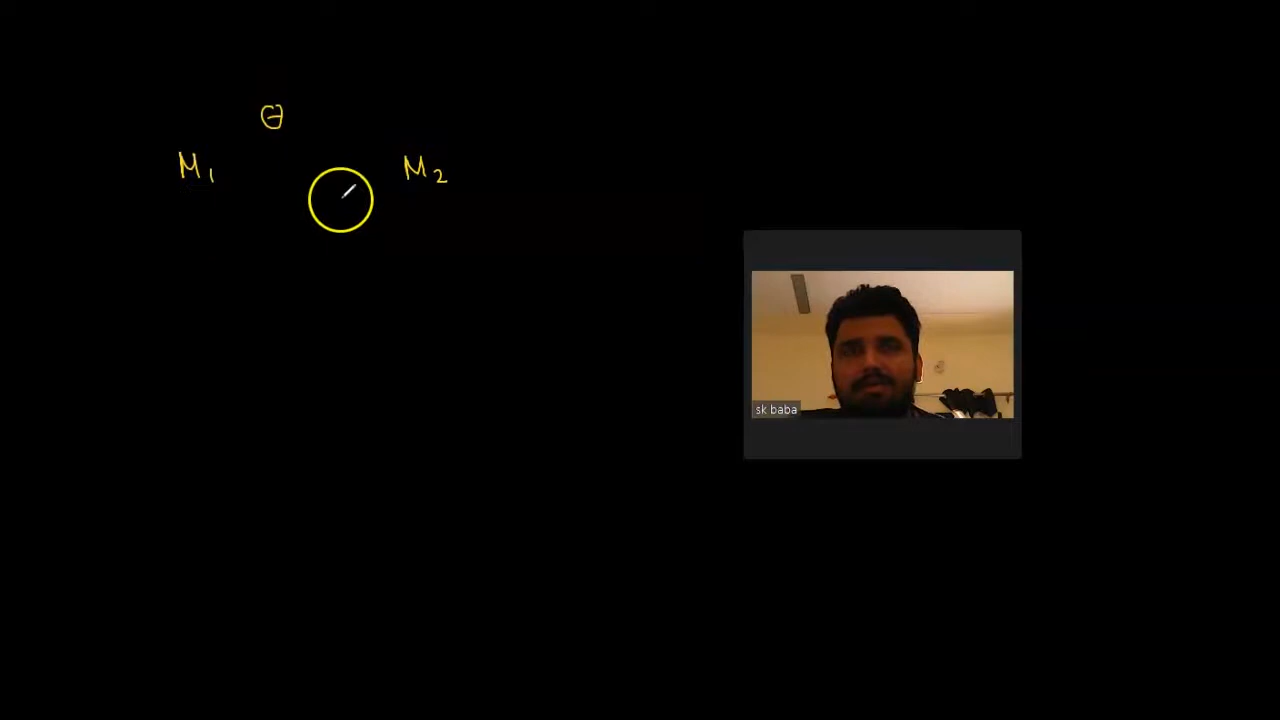 Θ
M₁ M₂
sk baba